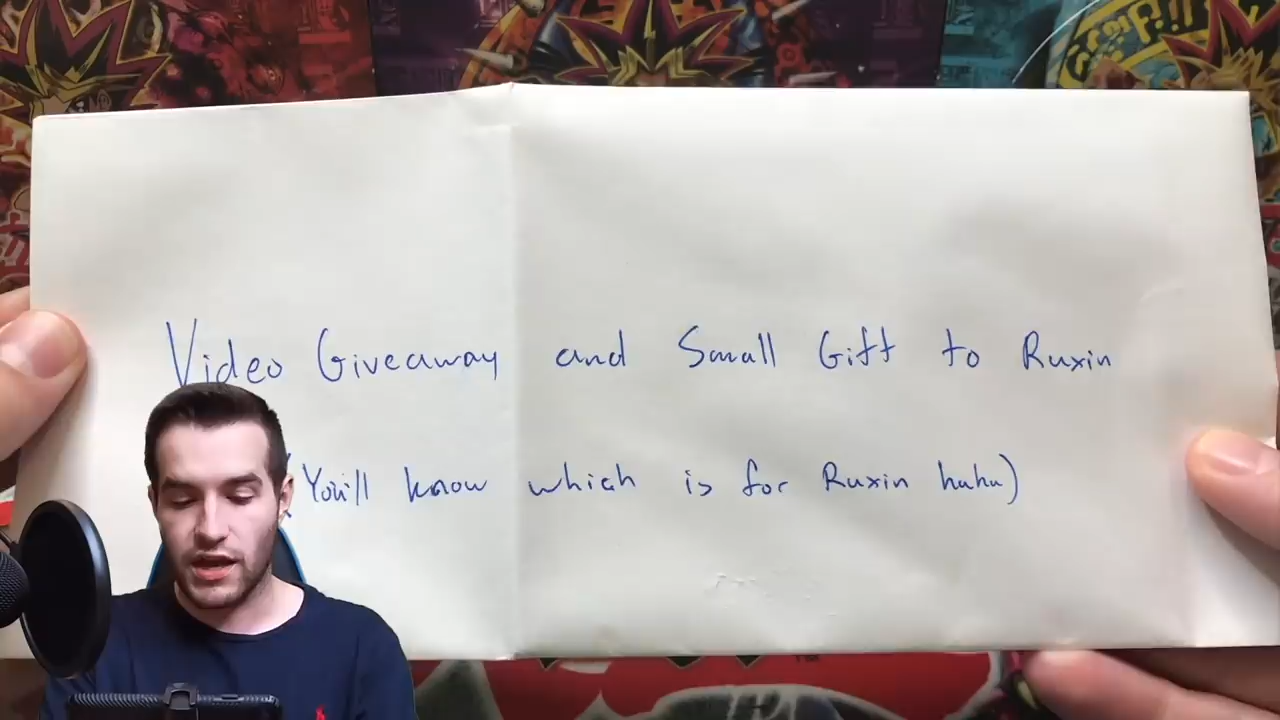 Video Giveaway and Small Gift to Ruxin
(You'll know which is for Ruxin haha)